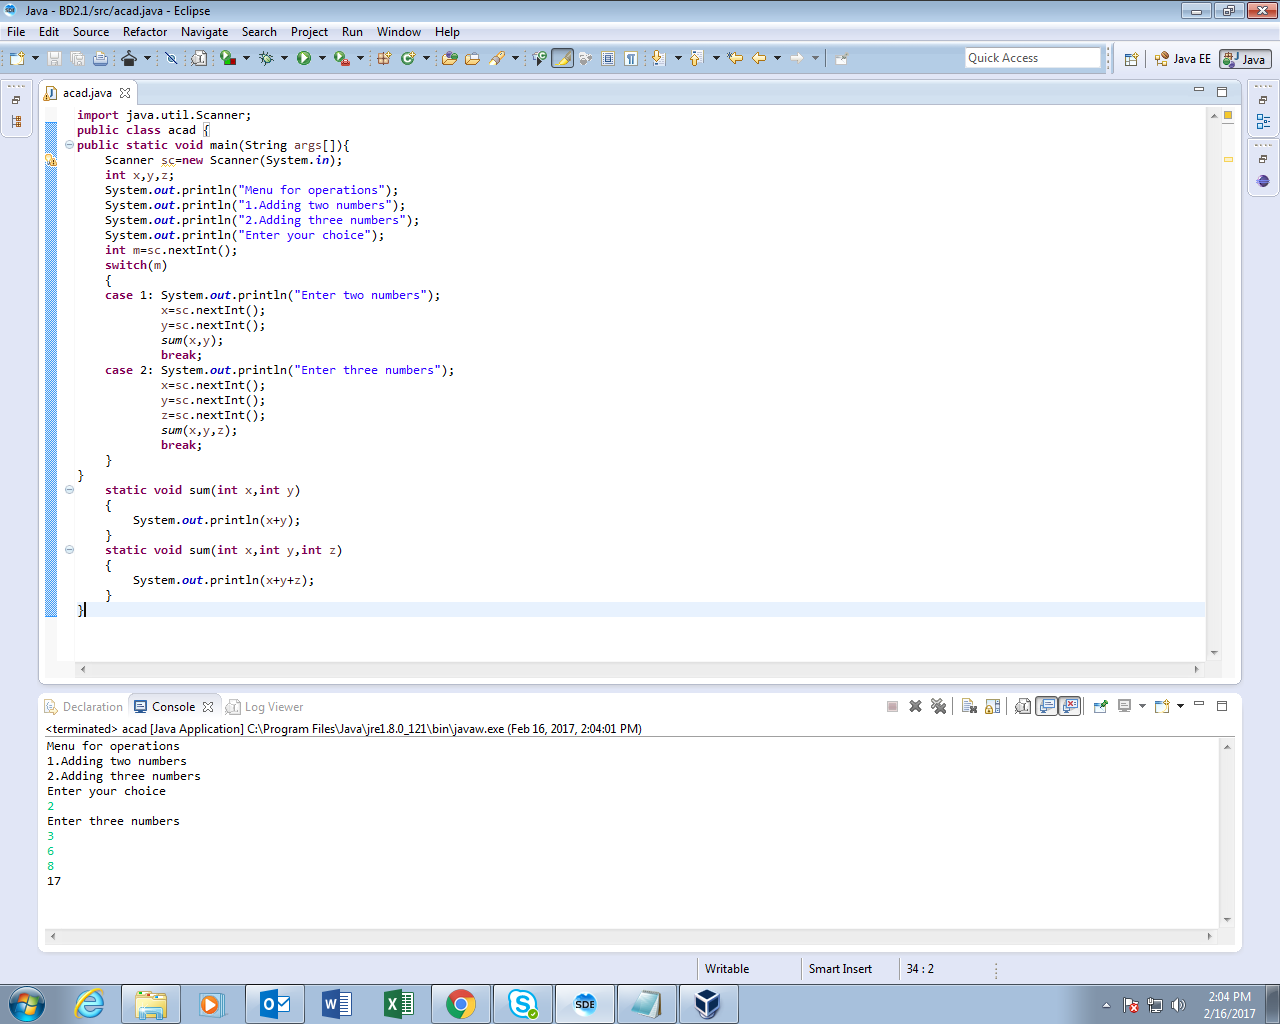 Java - BD2.1/src/acad.java - Eclipse
File Edit Source Refactor Navigate Search Project Run Window Help
Quick Access
Java EE
Java
acad.java
import java.util.Scanner;
public class acad {
public static void main(String args[]){
Scanner sc=new Scanner(System.in);
int x,y,z;
System.out.println("Menu for operations");
System.out.println("1.Adding two numbers");
System.out.println("2.Adding three numbers");
System.out.println("Enter your choice");
int m=sc.nextInt();
switch(m)
{
case 1: System.out.println("Enter two numbers");
x=sc.nextInt();
y=sc.nextInt();
sum(x,y);
break;
case 2: System.out.println("Enter three numbers");
x=sc.nextInt();
y=sc.nextInt();
z=sc.nextInt();
sum(x,y,z);
break;
}
}
static void sum(int x,int y)
{
System.out.println(x+y);
}
static void sum(int x,int y,int z)
{
System.out.println(x+y+z);
}
}
Declaration Console Log Viewer
<terminated> acad [Java Application] C:\Program Files\Java\jre1.8.0_121\bin\javaw.exe (Feb 16, 2017, 2:04:01 PM)
Menu for operations
1.Adding two numbers
2.Adding three numbers
Enter your choice
2
Enter three numbers
3
6
8
17
Writable Smart Insert 34 : 2
SDE
2:04 PM
2/16/2017